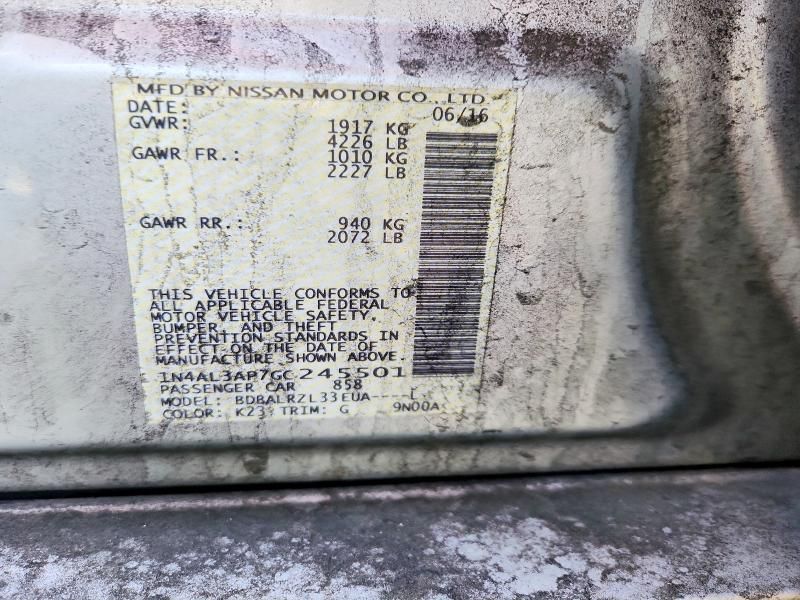 MFD BY NISSAN MOTOR CO., LTD.
DATE: 06/16
GVWR: 1917 KG
4226 LB
GAWR FR.: 1010 KG
2227 LB
GAWR RR.: 940 KG
2072 LB
THIS VEHICLE CONFORMS TO
ALL APPLICABLE FEDERAL
MOTOR VEHICLE SAFETY,
BUMPER, AND THEFT
PREVENTION STANDARDS IN
EFFECT ON THE DATE OF
MANUFACTURE SHOWN ABOVE.
1N4AL3AP7GC245501
PASSENGER CAR 858
MODEL: BDBALRZL33EUA----L
COLOR: K23 TRIM: G 9N00A